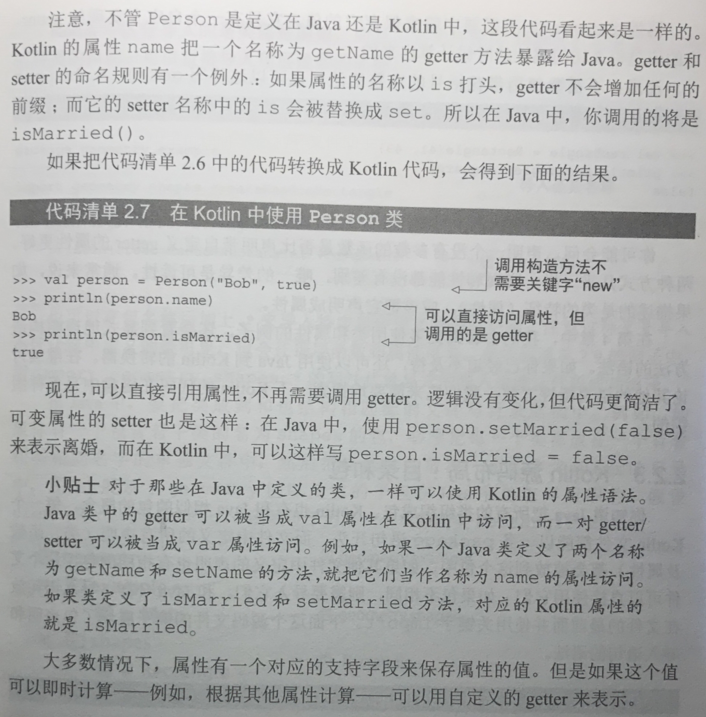 注意，不管 Person 是定义在 Java 还是 Kotlin 中，这段代码看起来是一样的。
Kotlin 的属性 name 把一个名称为 getName 的 getter 方法暴露给 Java。getter 和
setter 的命名规则有一个例外：如果属性的名称以 is 打头，getter 不会增加任何的
前缀；而它的 setter 名称中的 is 会被替换成 set。所以在 Java 中，你调用的将是
isMarried()。
如果把代码清单 2.6 中的代码转换成 Kotlin 代码，会得到下面的结果。
代码清单 2.7 在 Kotlin 中使用 Person 类
>>> val person = Person("Bob", true)
调用构造方法不
需要关键字“new”
>>> println(person.name)
Bob
>>> println(person.isMarried)
true
可以直接访问属性，但
调用的是 getter
现在，可以直接引用属性，不再需要调用 getter。逻辑没有变化，但代码更简洁了。
可变属性的 setter 也是这样：在 Java 中，使用 person.setMarried(false)
来表示离婚，而在 Kotlin 中，可以这样写 person.isMarried = false。
小贴士 对于那些在 Java 中定义的类，一样可以使用 Kotlin 的属性语法。
Java 类中的 getter 可以被当成 val 属性在 Kotlin 中访问，而一对 getter/
setter 可以被当成 var 属性访问。例如，如果一个 Java 类定义了两个名称
为 getName 和 setName 的方法，就把它们当作名称为 name 的属性访问。
如果类定义了 isMarried 和 setMarried 方法，对应的 Kotlin 属性的
就是 isMarried。
大多数情况下，属性有一个对应的支持字段来保存属性的值。但是如果这个值
可以即时计算——例如，根据其他属性计算——可以用自定义的 getter 来表示。